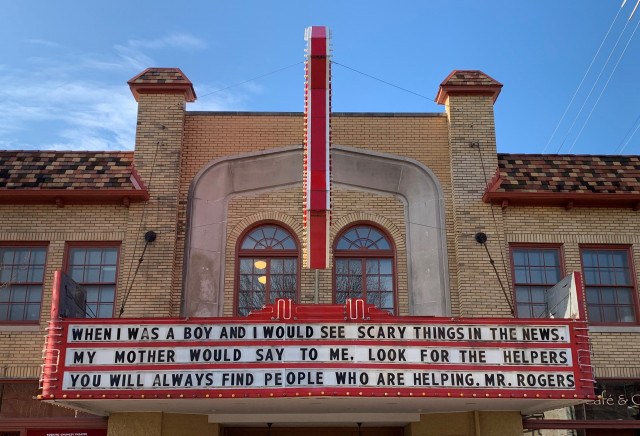 WHEN I WAS A BOY AND I WOULD SEE SCARY THINGS IN THE NEWS.
MY MOTHER WOULD SAY TO ME. LOOK FOR THE HELPERS
YOU WILL ALWAYS FIND PEOPLE WHO ARE HELPING. MR. ROGERS
Café & C